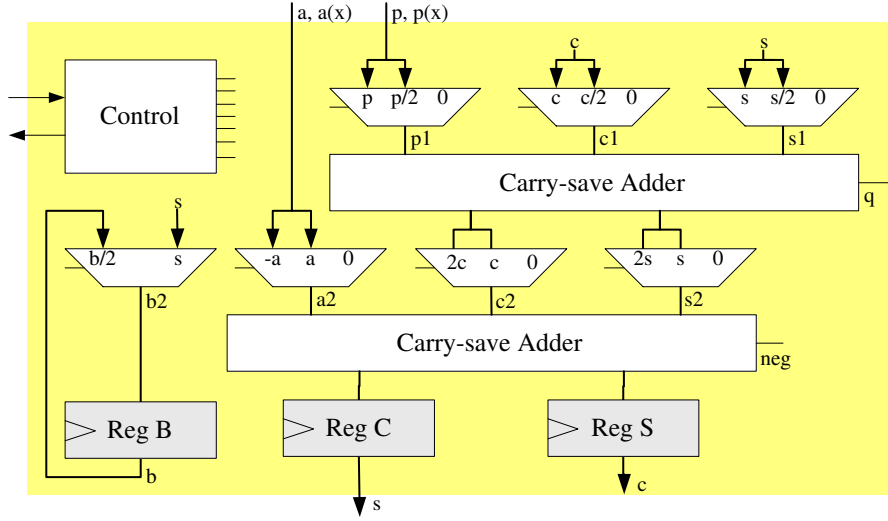 a, a(x) p, p(x)
c s
Control
p p/2 0 c c/2 0 s s/2 0
p1 c1 s1
Carry-save Adder
q
s
b/2 s -a a 0 2c c 0 2s s 0
b2 a2 c2 s2
Carry-save Adder
neg
Reg B Reg C Reg S
b s c